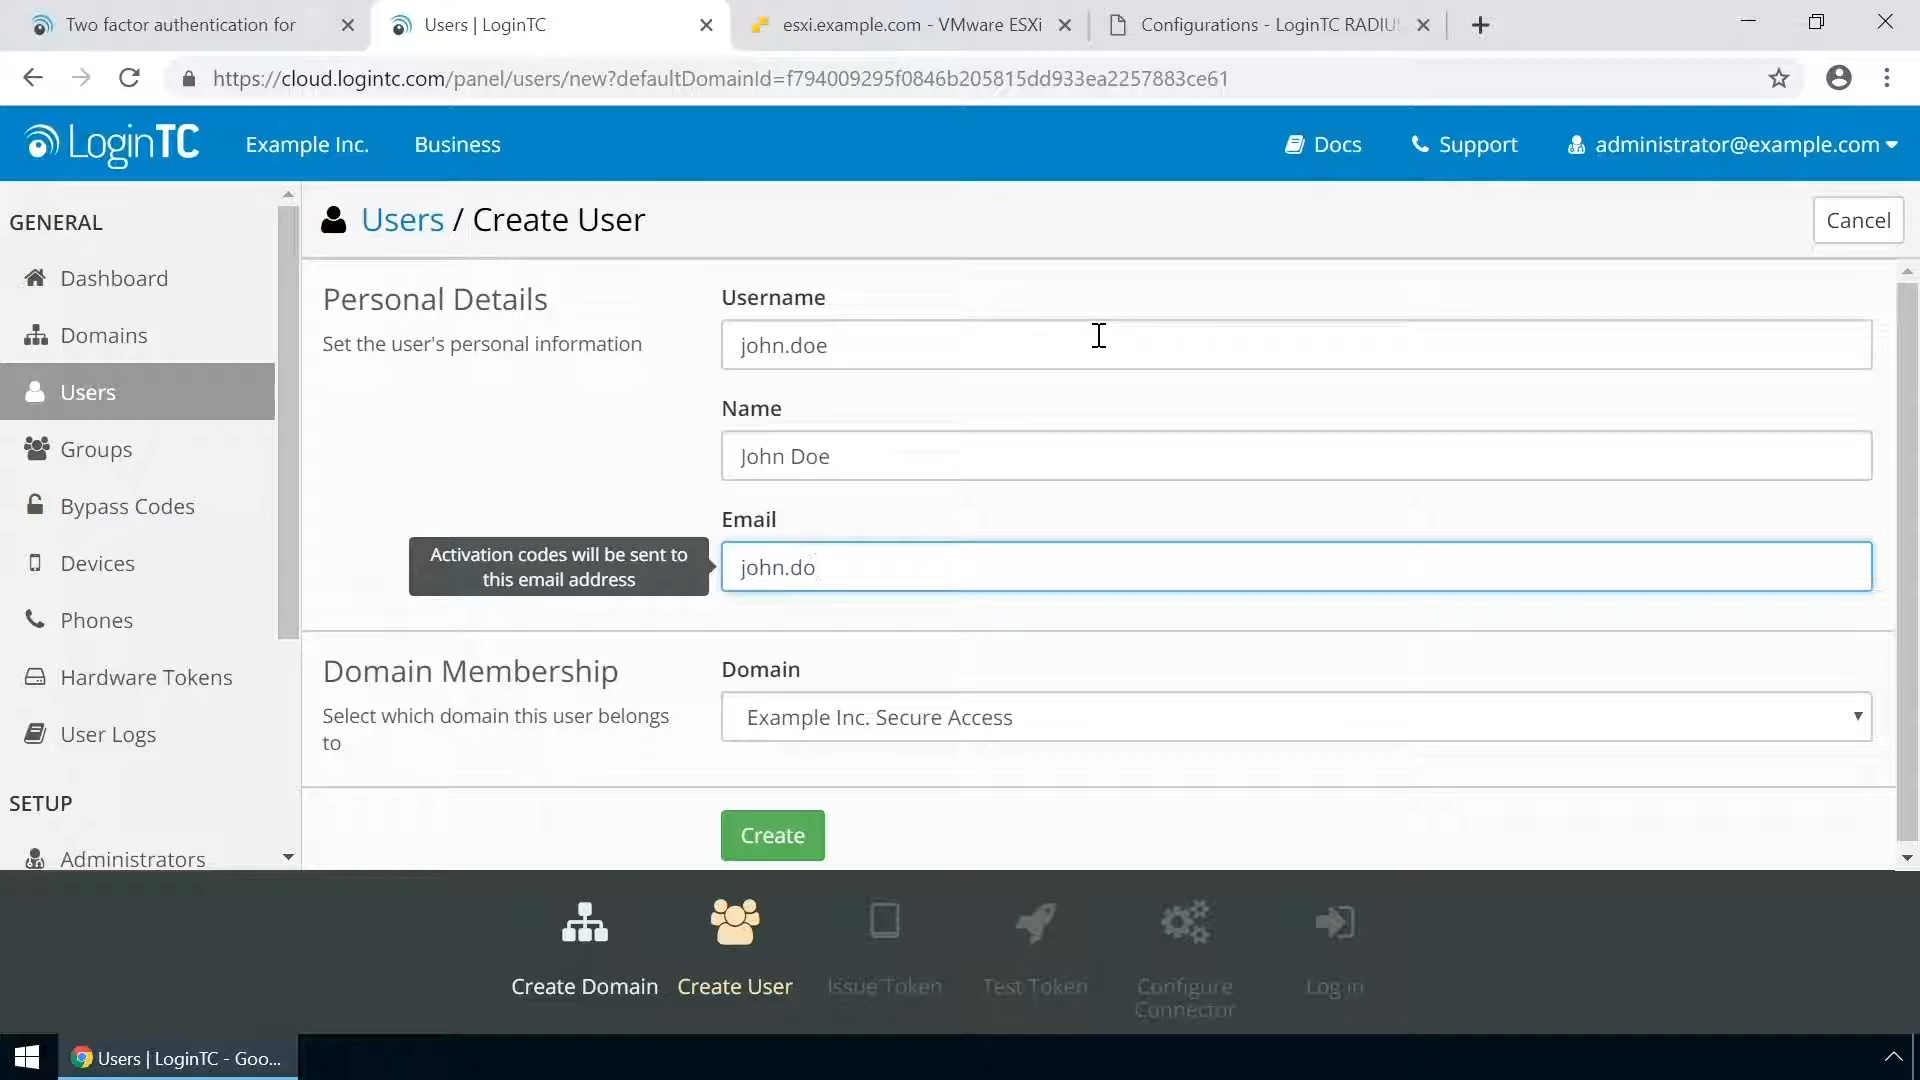 Two factor authentication for
Users | LoginTC
esxi.example.com - VMware ESXi
Configurations - LoginTC RADIUS
https://cloud.logintc.com/panel/users/new?defaultDomainId=f794009295f0846b205815dd933ea2257883ce61
LoginTC
Example Inc.
Business
Docs
Support
administrator@example.com
GENERAL
Dashboard
Domains
Users
Groups
Bypass Codes
Devices
Phones
Hardware Tokens
User Logs
SETUP
Administrators
Users / Create User
Cancel
Personal Details
Set the user's personal information
Username
john.doe
Name
John Doe
Email
Activation codes will be sent to
this email address
john.do
Domain Membership
Select which domain this user belongs
to
Domain
Example Inc. Secure Access
Create
Create Domain
Create User
Issue Token
Test Token
Configure
Connector
Log in
Users | LoginTC - Goo...